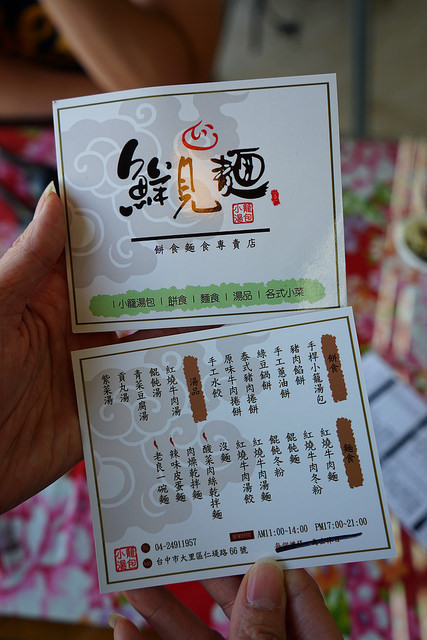 鮮見麵
小籠湯包
餅食麵食專賣店
|小龍湯包|餅食|麵食|湯品|各式小菜
餅食
手桿小籠湯包
豬肉餡餅
手工蔥油餅
綠豆鍋餅
泰式豬肉捲餅
原味牛肉捲餅
手工水餃
湯品
紅燒牛肉湯
餛飩湯
青菜豆腐湯
貢丸湯
紫菜湯
麵食
紅燒牛肉麵
紅燒牛肉冬粉
餛飩麵
餛飩冬粉
紅燒牛肉湯麵
紅燒牛肉湯餃
沒麵
酸菜肉絲乾拌麵
肉燥乾拌麵
辣味皮蛋麵
老良一碗麵
小籠湯包
04-24911957
AM11:00-14:00 PM17:00-21:00
台中市大里區仁堤路 66 號